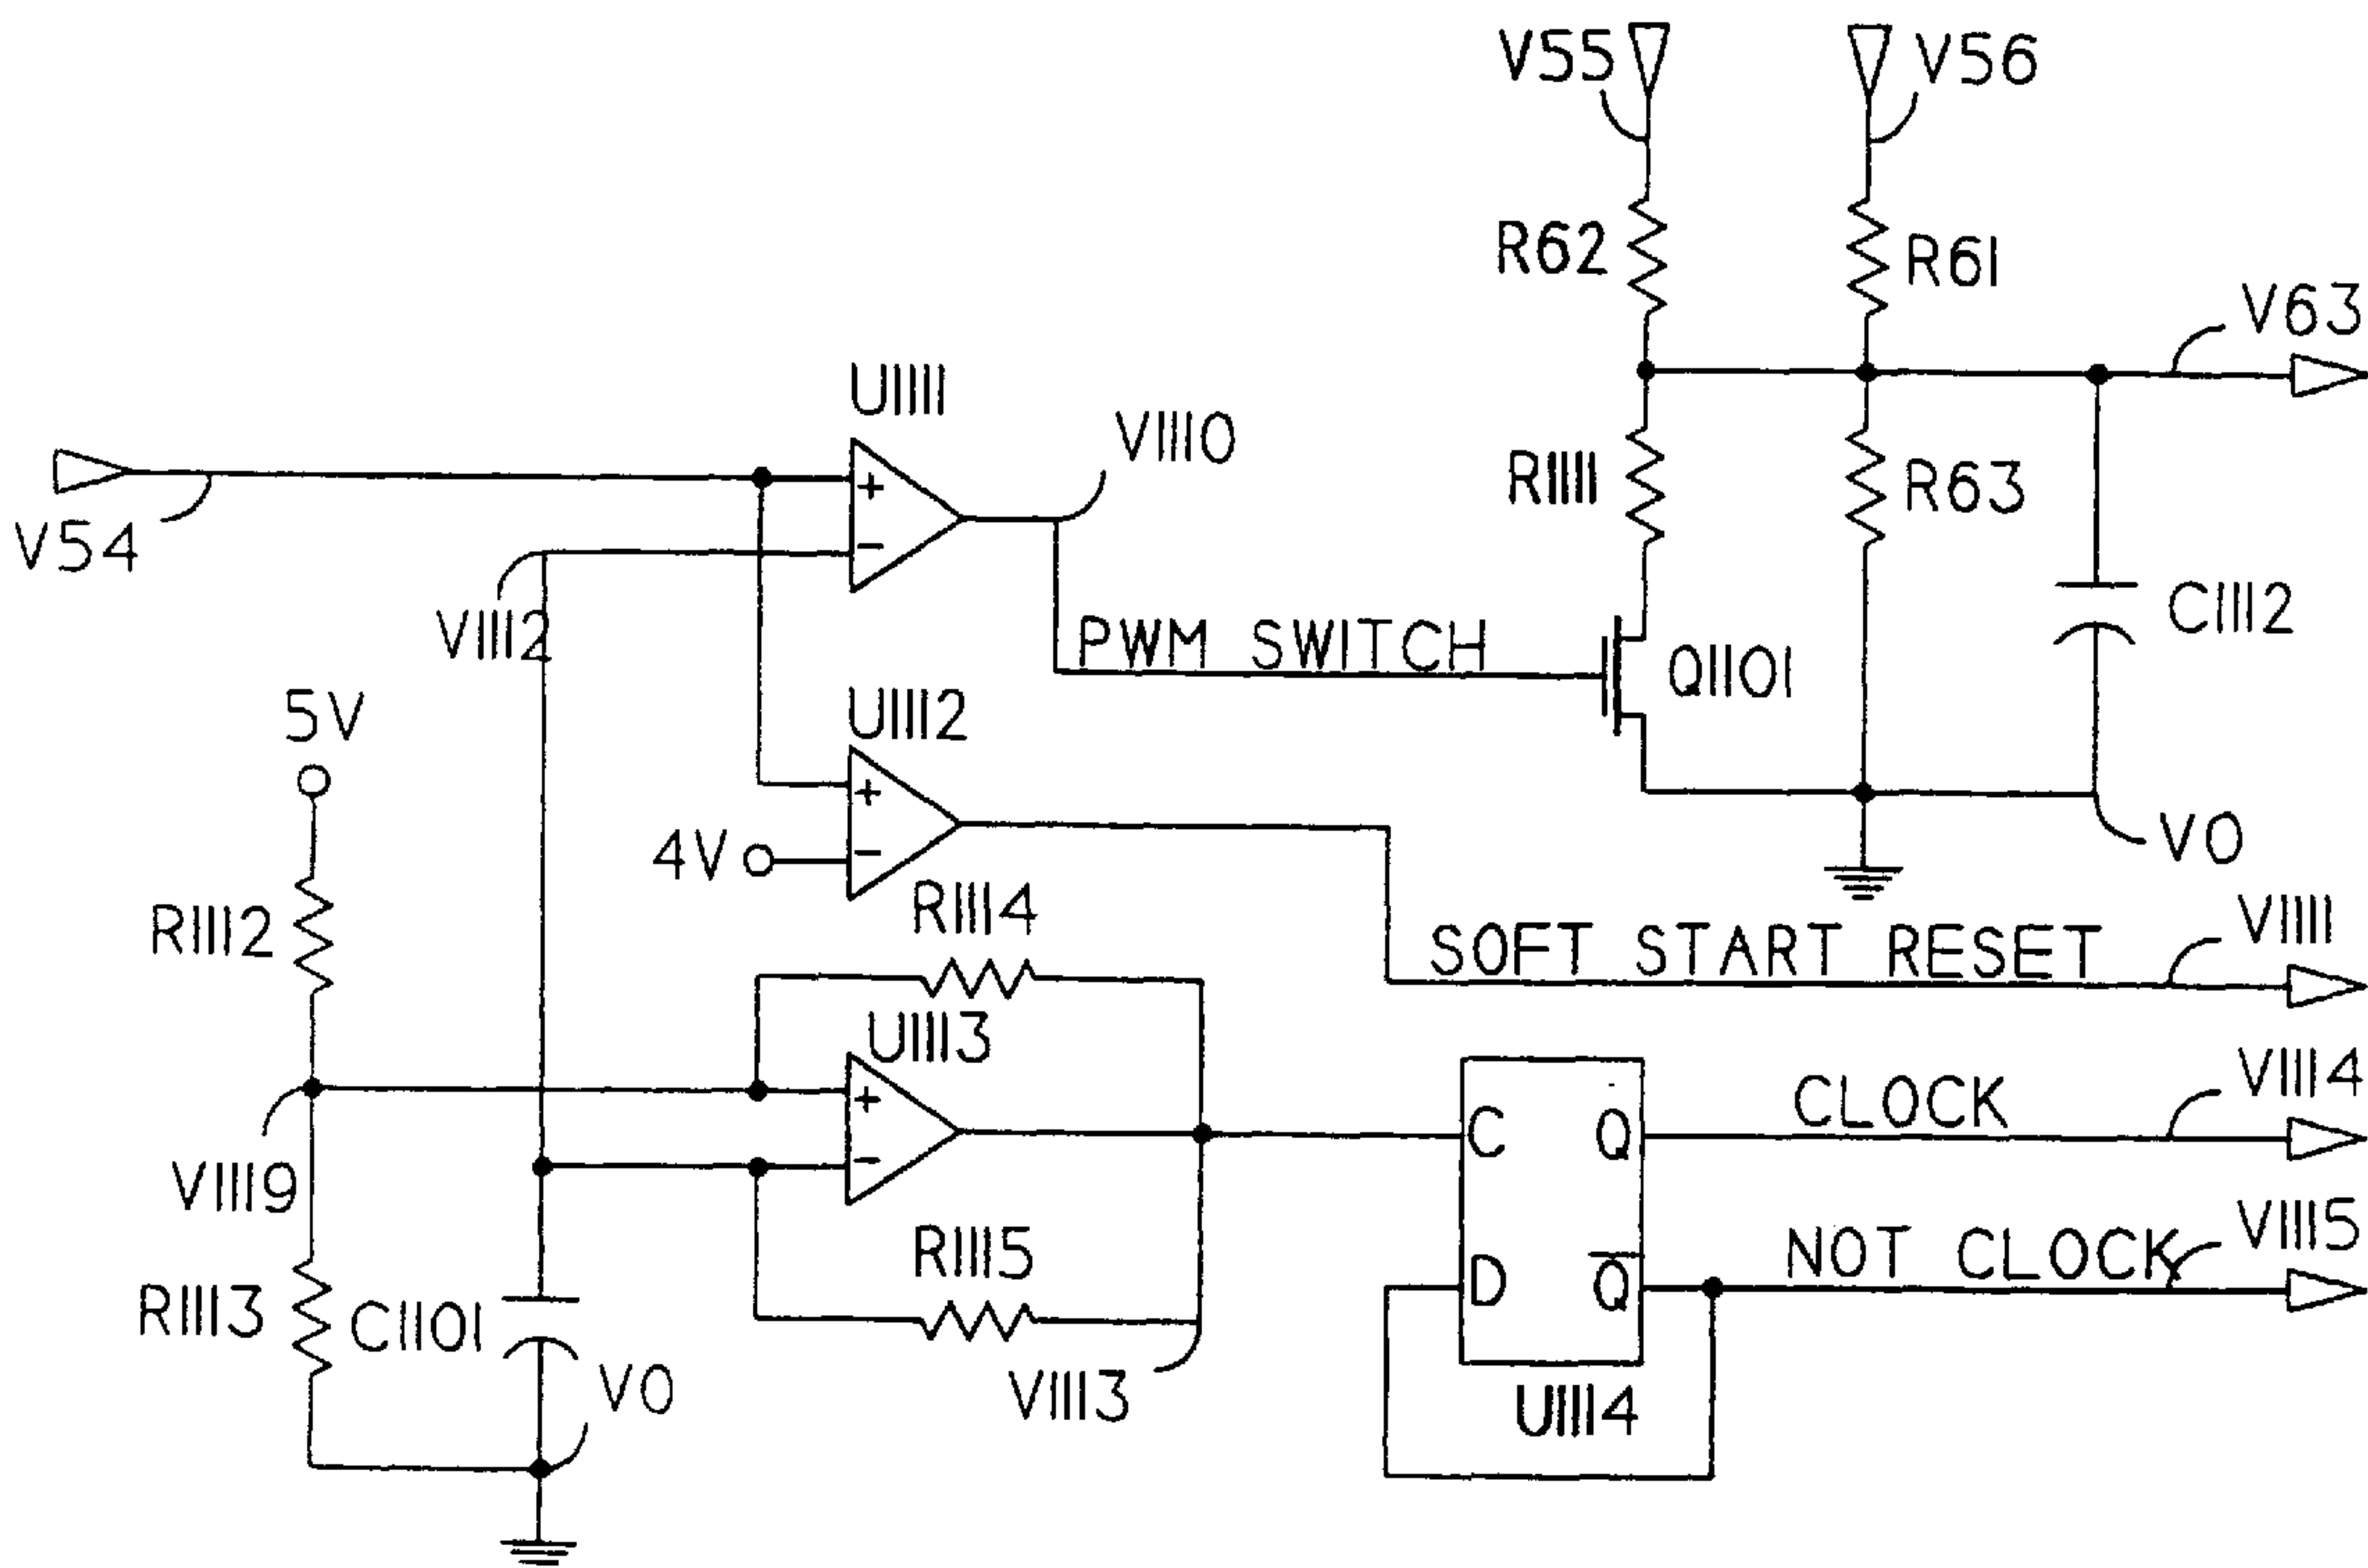 V55
V56
R62
R61
V63
U1111
V1110
R1111
R63
V54
V1112
PWM SWITCH
Q1101
C1112
5V
U1112
+
−
4V
V0
R1112
R1114
SOFT START RESET
V1111
U1113
+
−
V1119
C
Q
CLOCK
V1114
R1113
C1101
V0
R1115
V1113
D
Q̅
NOT CLOCK
V1115
U1114
+
−